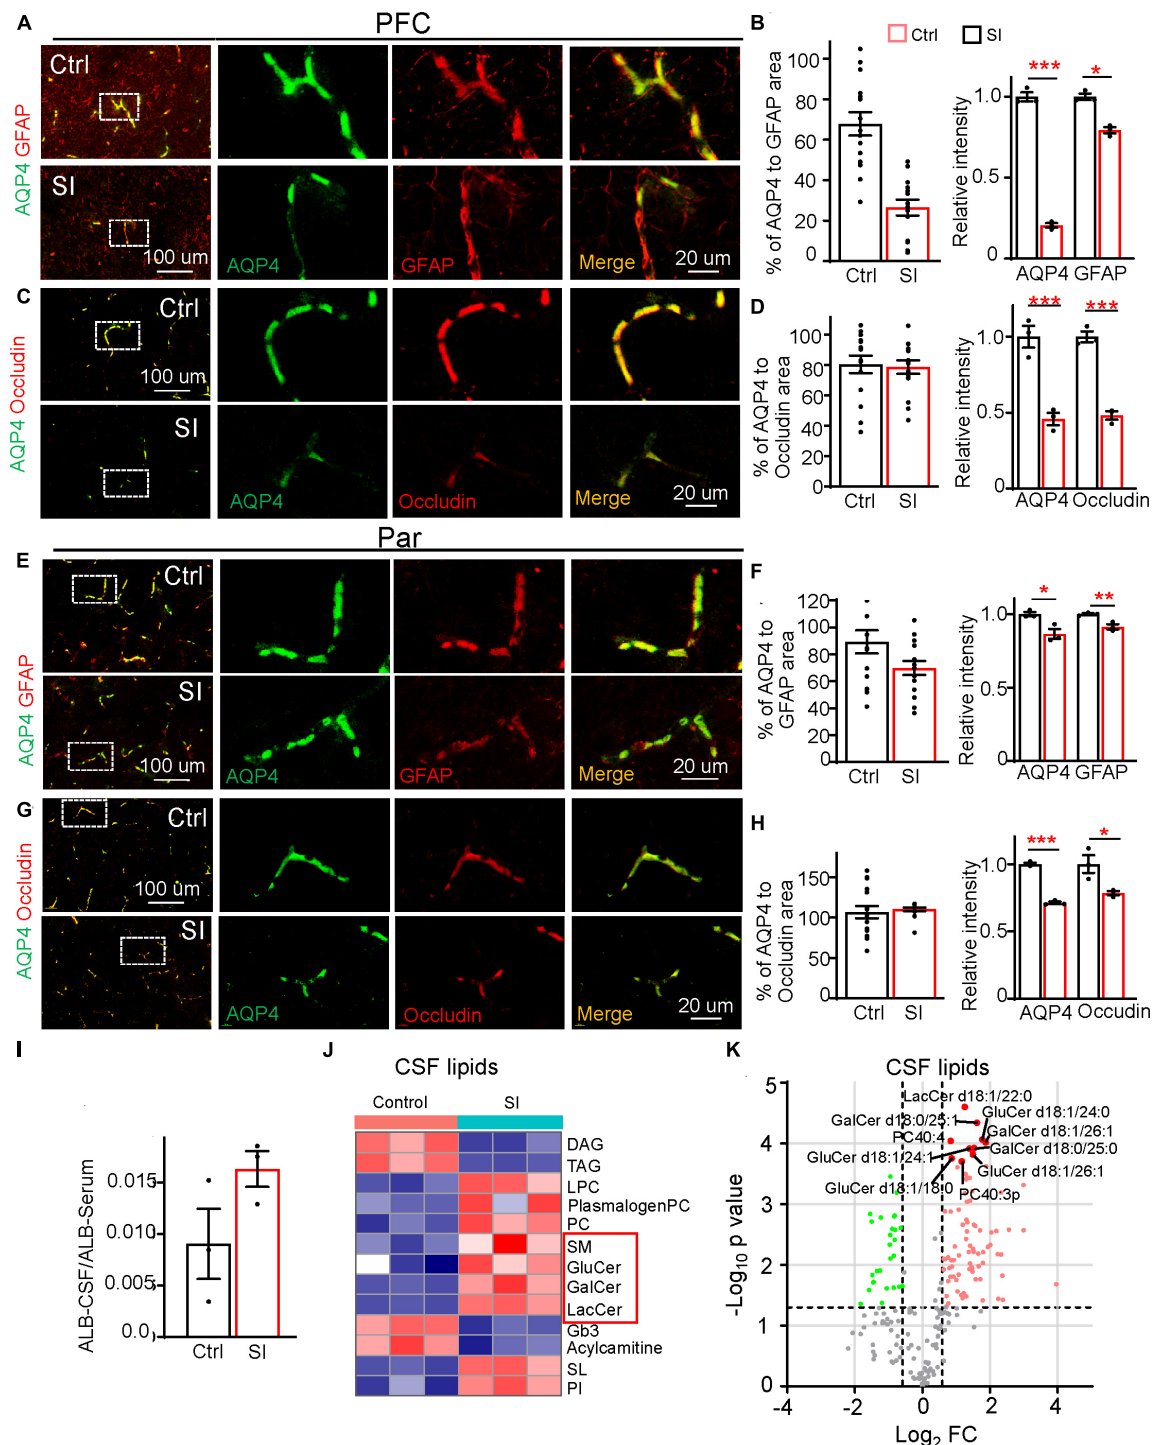 A
PFC
AQP4 GFAP
Ctrl
SI
100 um
AQP4
GFAP
Merge
20 um
B
Ctrl
SI
% of AQP4 to GFAP area
100
80
60
40
20
0
Ctrl SI
Relative intensity
1.0
0.5
0
*** *
AQP4 GFAP
C
AQP4 Occludin
Ctrl
100 um
SI
AQP4
Occludin
Merge
20 um
D
% of AQP4 to
Occludin area
100
80
60
40
20
0
Ctrl SI
Relative intensity
1.0
0.5
0
*** ***
AQP4 Occludin
Par
E
AQP4 GFAP
Ctrl
SI
100 um
AQP4
GFAP
Merge
20 um
F
% of AQP4 to
GFAP area
120
100
80
60
40
20
0
Ctrl SI
Relative intensity
1.0
0.5
0
* **
AQP4 GFAP
G
AQP4 Occludin
Ctrl
100 um
SI
AQP4
Occludin
Merge
20 um
H
% of AQP4 to
Occludin area
150
100
50
0
Ctrl SI
Relative intensity
1.0
0.5
0
*** *
AQP4 Occudin
I
ALB-CSF/ALB-Serum
0.015
0.010
0.005
0.0
Ctrl SI
J
CSF lipids
Control SI
DAG
TAG
LPC
PlasmalogenPC
PC
SM
GluCer
GalCer
LacCer
Gb3
Acylcamitine
SL
PI
K
CSF lipids
-Log10 p value
5
4
3
2
1
0
LacCer d18:1/22:0
GalCer d18:0/25:1
GluCer d18:1/24:0
PC40:4
GalCer d18:1/26:1
GluCer d18:1/24:1
GalCer d18:0/25:0
GluCer d18:1/26:1
GluCer d18:1/18:0
PC40:3p
-4 -2 0 2 4
Log2 FC